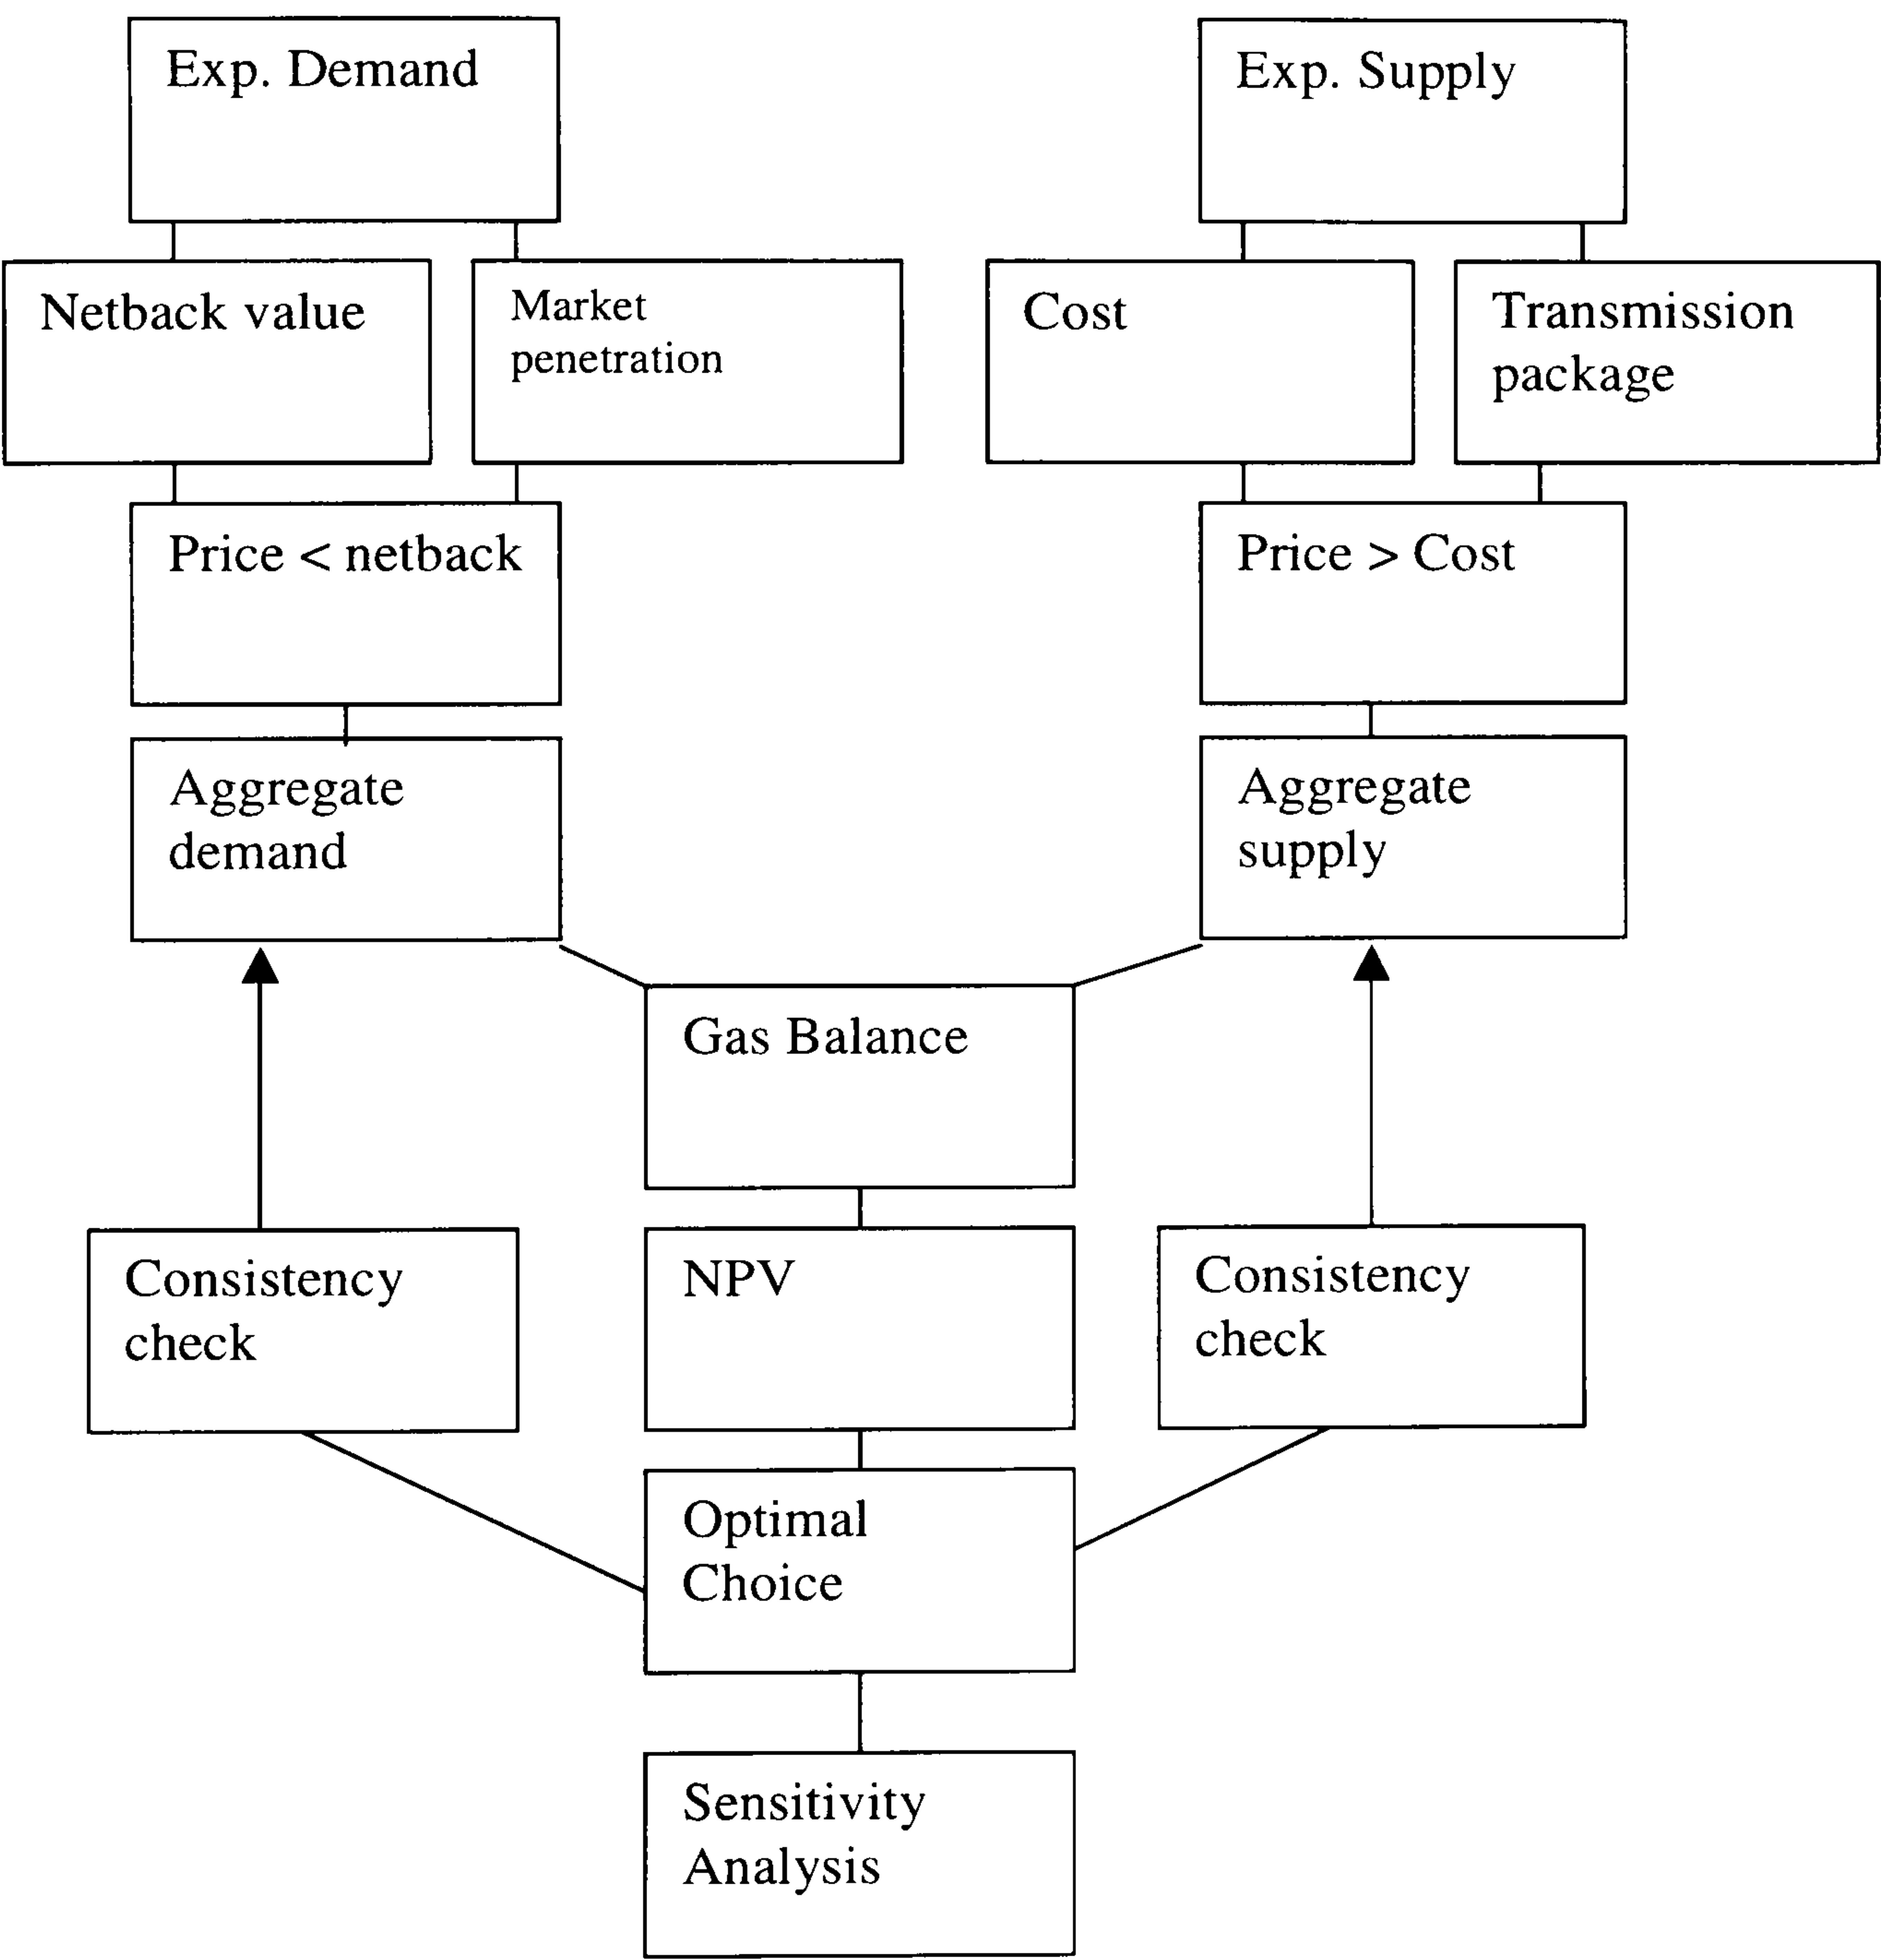 Exp. Demand
Exp. Supply
Netback value
Market
penetration
Cost
Transmission
package
Price < netback
Price > Cost
Aggregate
demand
Aggregate
supply
Gas Balance
Consistency
check
NPV
Consistency
check
Optimal
Choice
Sensitivity
Analysis